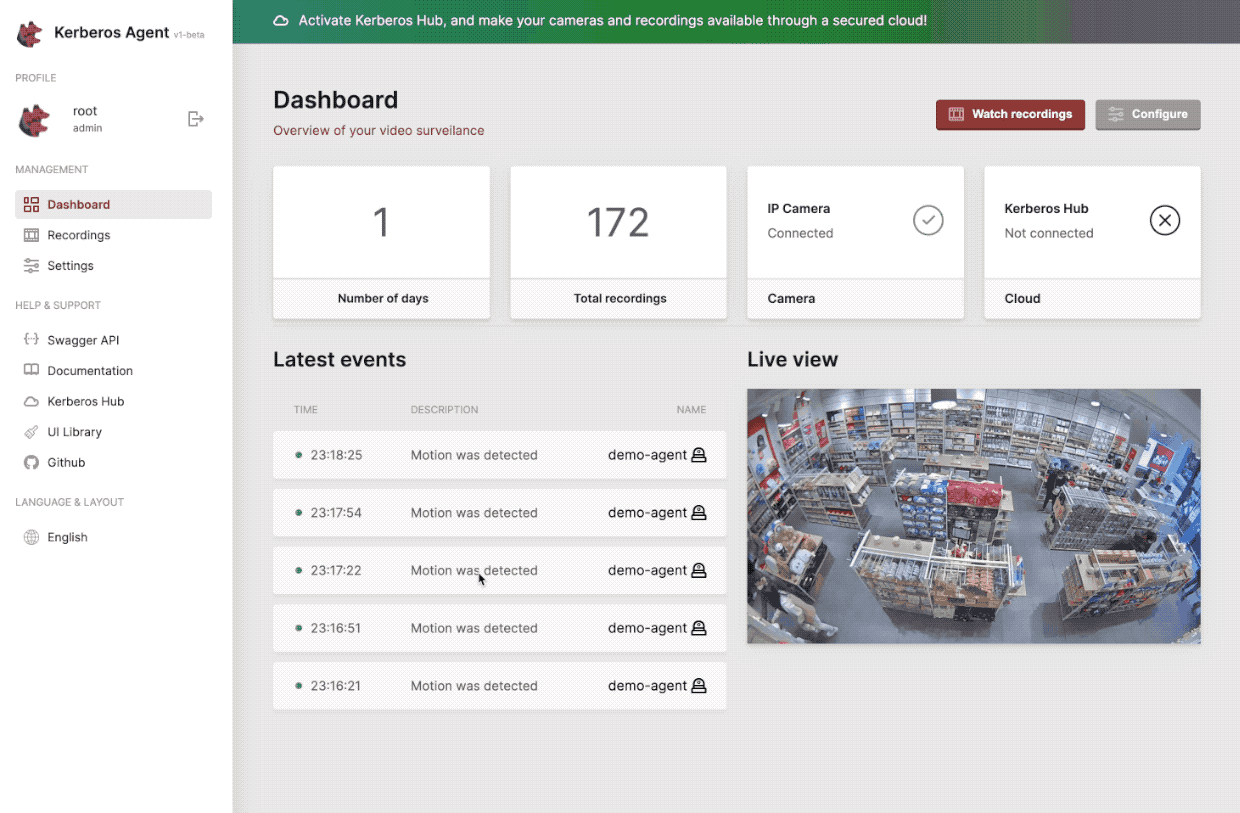 Kerberos Agent v1-beta
PROFILE
root
admin
MANAGEMENT
Dashboard
Recordings
Settings
HELP & SUPPORT
Swagger API
Documentation
Kerberos Hub
UI Library
Github
LANGUAGE & LAYOUT
English
Activate Kerberos Hub, and make your cameras and recordings available through a secured cloud!
Dashboard
Overview of your video surveilance
Watch recordings
Configure
1
Number of days
172
Total recordings
IP Camera
Connected
Camera
Kerberos Hub
Not connected
Cloud
Latest events
TIME DESCRIPTION NAME
23:18:25 Motion was detected demo-agent
23:17:54 Motion was detected demo-agent
23:17:22 Motion was detected demo-agent
23:16:51 Motion was detected demo-agent
23:16:21 Motion was detected demo-agent
Live view